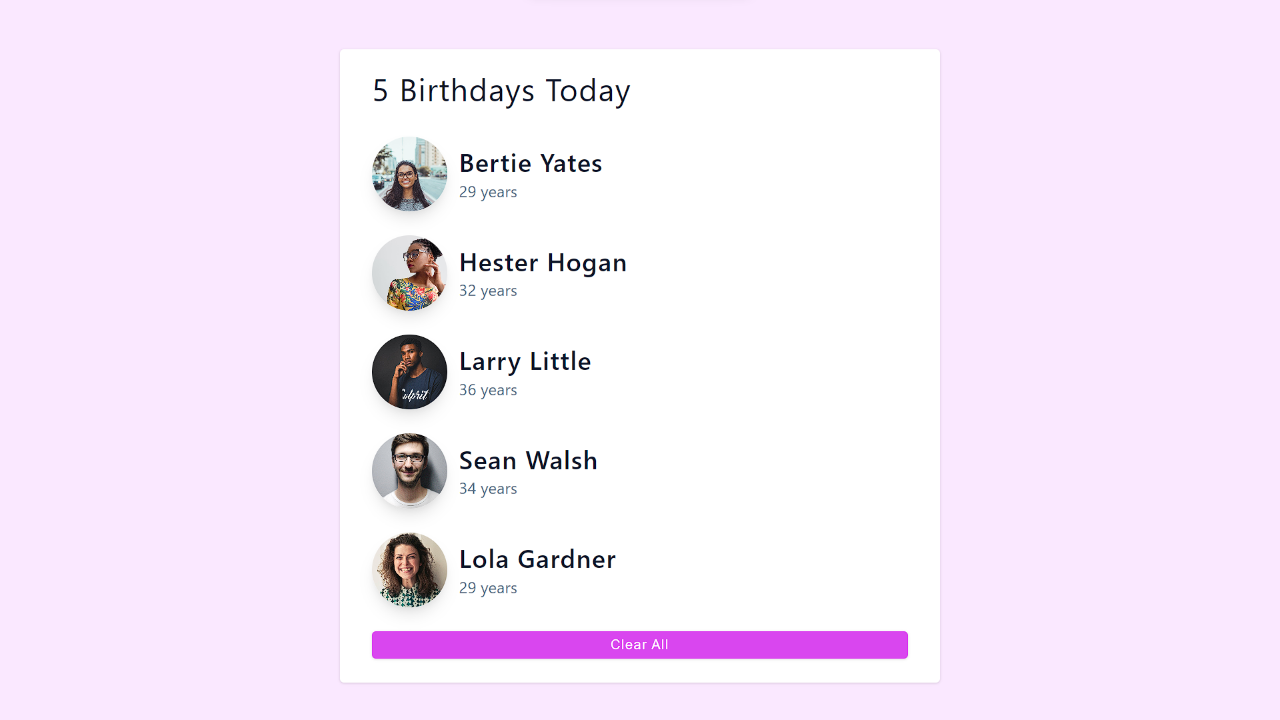 5 Birthdays Today
Bertie Yates
29 years
Hester Hogan
32 years
Larry Little
36 years
Sean Walsh
34 years
Lola Gardner
29 years
Clear All